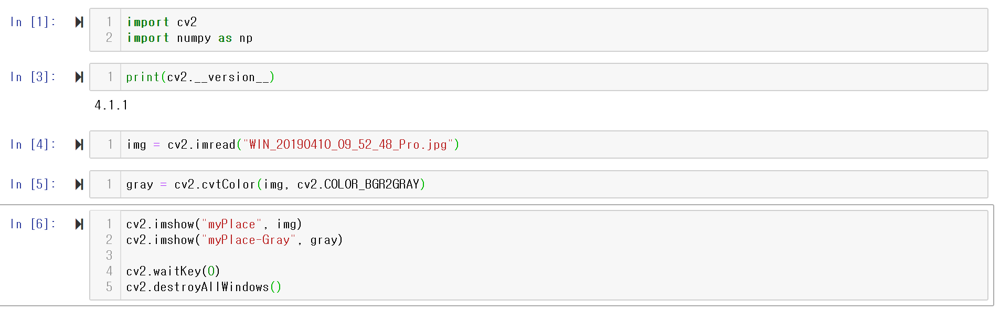 In [1]:
1 import cv2
2 import numpy as np
In [3]:
1 print(cv2.__version__)
4.1.1
In [4]:
1 img = cv2.imread("WIN_20190410_09_52_48_Pro.jpg")
In [5]:
1 gray = cv2.cvtColor(img, cv2.COLOR_BGR2GRAY)
In [6]:
1 cv2.imshow("myPlace", img)
2 cv2.imshow("myPlace-Gray", gray)
3
4 cv2.waitKey(0)
5 cv2.destroyAllWindows()